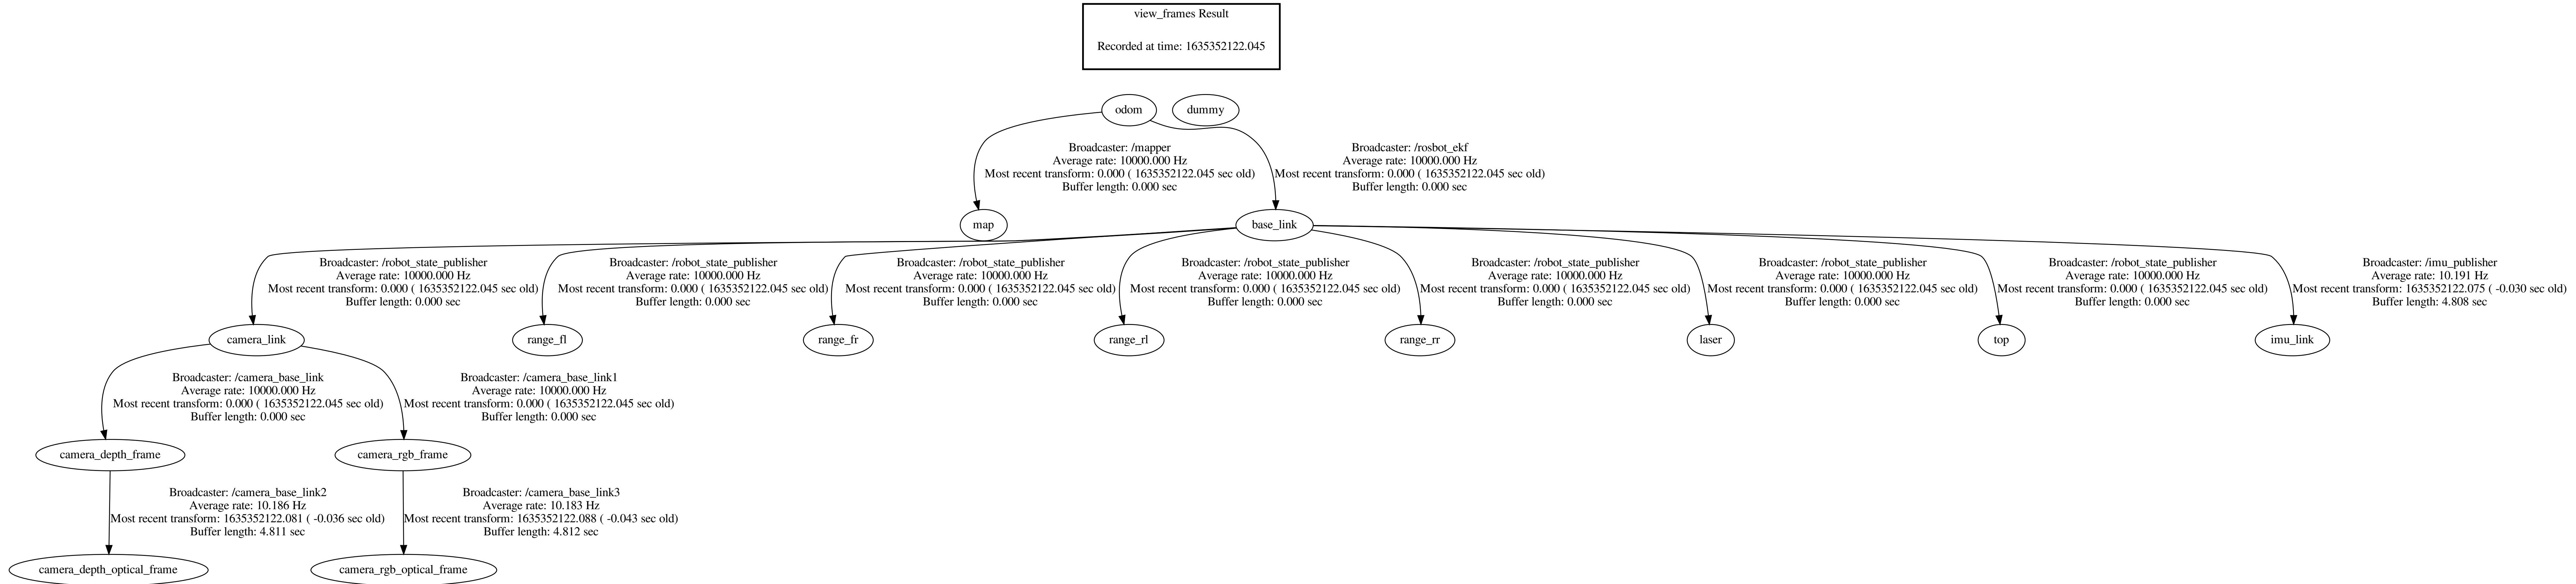 view_frames Result
Recorded at time: 1635352122.045
odom
dummy
Broadcaster: /mapper
Average rate: 10000.000 Hz
Most recent transform: 0.000 ( 1635352122.045 sec old)
Buffer length: 0.000 sec
Broadcaster: /rosbot_ekf
Average rate: 10000.000 Hz
Most recent transform: 0.000 ( 1635352122.045 sec old)
Buffer length: 0.000 sec
map
base_link
Broadcaster: /robot_state_publisher
Average rate: 10000.000 Hz
Most recent transform: 0.000 ( 1635352122.045 sec old)
Buffer length: 0.000 sec
Broadcaster: /robot_state_publisher
Average rate: 10000.000 Hz
Most recent transform: 0.000 ( 1635352122.045 sec old)
Buffer length: 0.000 sec
Broadcaster: /robot_state_publisher
Average rate: 10000.000 Hz
Most recent transform: 0.000 ( 1635352122.045 sec old)
Buffer length: 0.000 sec
Broadcaster: /robot_state_publisher
Average rate: 10000.000 Hz
Most recent transform: 0.000 ( 1635352122.045 sec old)
Buffer length: 0.000 sec
Broadcaster: /robot_state_publisher
Average rate: 10000.000 Hz
Most recent transform: 0.000 ( 1635352122.045 sec old)
Buffer length: 0.000 sec
Broadcaster: /robot_state_publisher
Average rate: 10000.000 Hz
Most recent transform: 0.000 ( 1635352122.045 sec old)
Buffer length: 0.000 sec
Broadcaster: /robot_state_publisher
Average rate: 10000.000 Hz
Most recent transform: 0.000 ( 1635352122.045 sec old)
Buffer length: 0.000 sec
Broadcaster: /imu_publisher
Average rate: 10.191 Hz
Most recent transform: 1635352122.075 ( -0.030 sec old)
Buffer length: 4.808 sec
camera_link
range_fl
range_fr
range_rl
range_rr
laser
top
imu_link
Broadcaster: /camera_base_link
Average rate: 10000.000 Hz
Most recent transform: 0.000 ( 1635352122.045 sec old)
Buffer length: 0.000 sec
Broadcaster: /camera_base_link1
Average rate: 10000.000 Hz
Most recent transform: 0.000 ( 1635352122.045 sec old)
Buffer length: 0.000 sec
camera_depth_frame
camera_rgb_frame
Broadcaster: /camera_base_link2
Average rate: 10.186 Hz
Most recent transform: 1635352122.081 ( -0.036 sec old)
Buffer length: 4.811 sec
Broadcaster: /camera_base_link3
Average rate: 10.183 Hz
Most recent transform: 1635352122.088 ( -0.043 sec old)
Buffer length: 4.812 sec
camera_depth_optical_frame
camera_rgb_optical_frame